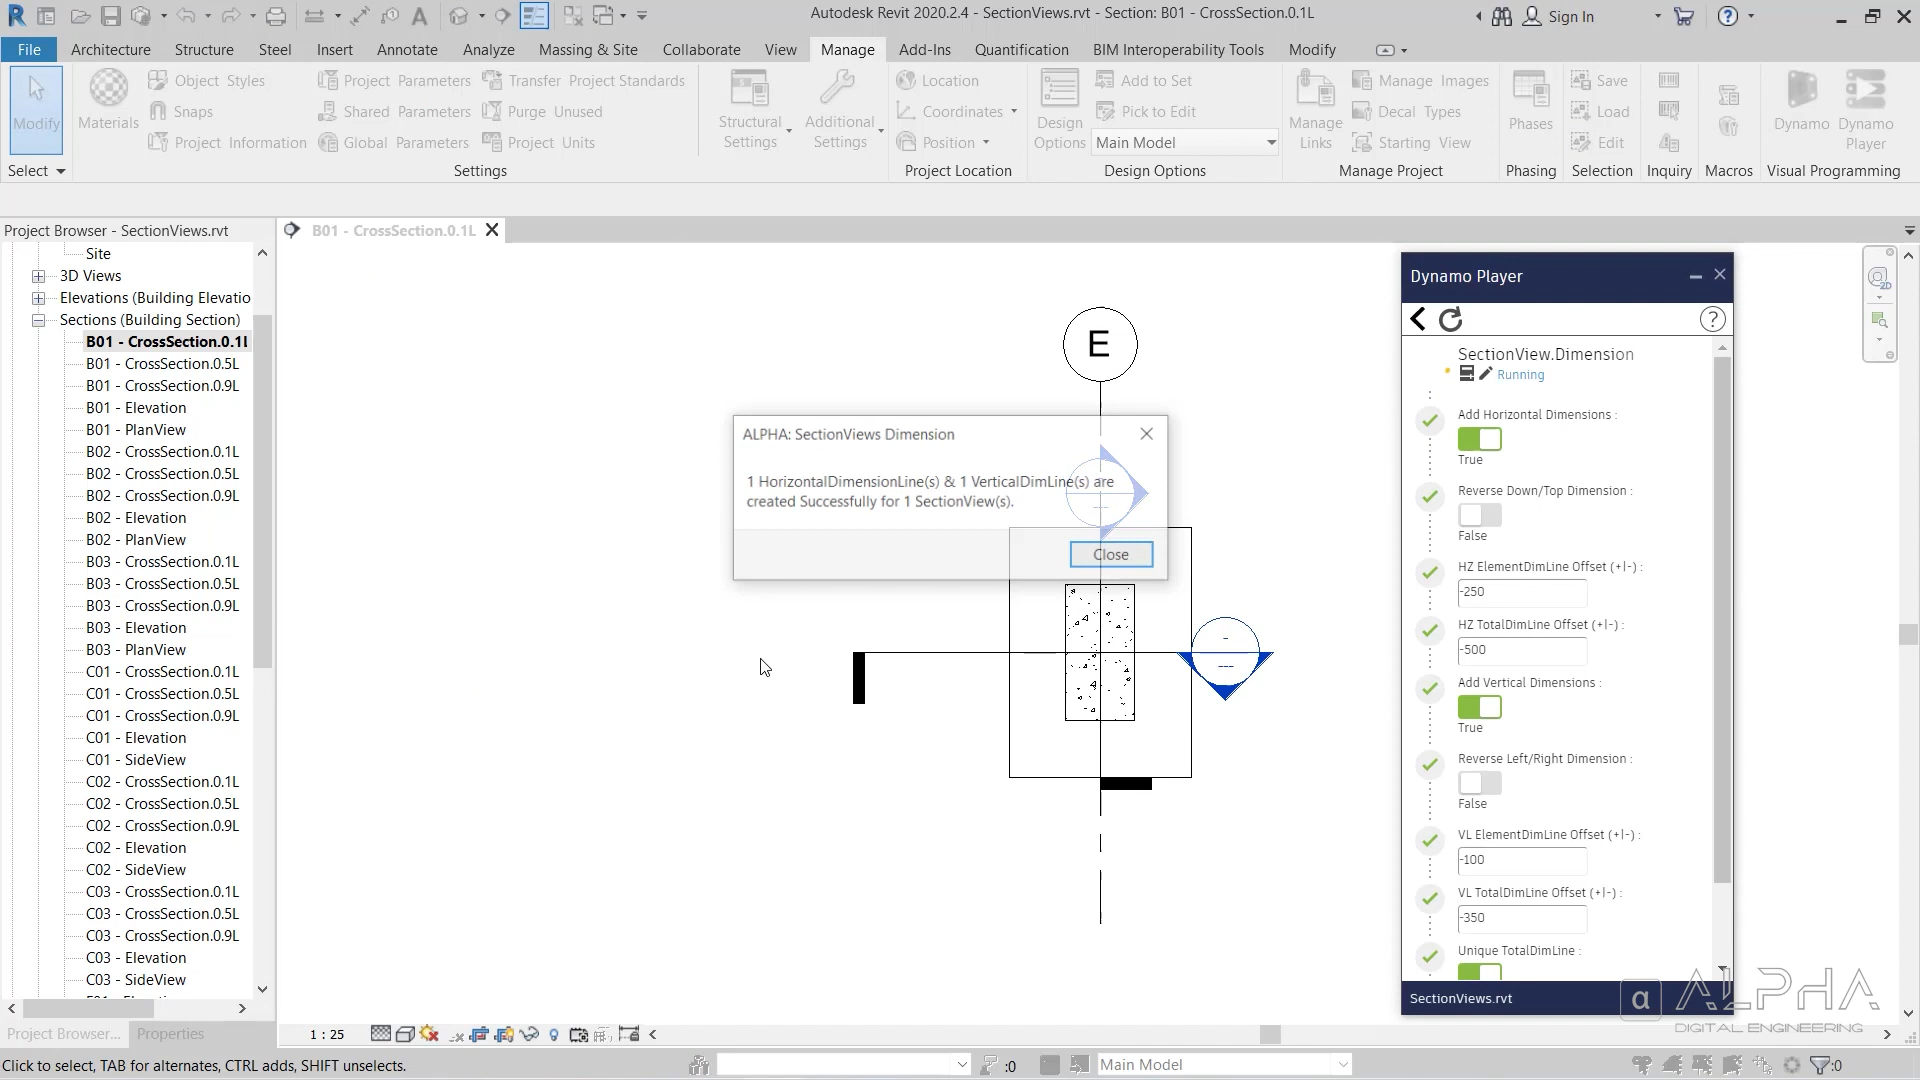 Autodesk Revit 2020.2.4 - SectionViews.rvt - Section: B01 - CrossSection.0.1L
Sign In
File Architecture Structure Steel Insert Annotate Analyze Massing & Site Collaborate View Manage Add-Ins Quantification BIM Interoperability Tools Modify
Modify
Materials
Object Styles
Snaps
Project Information
Project Parameters
Shared Parameters
Global Parameters
Transfer Project Standards
Purge Unused
Project Units
Structural
Settings
Additional
Settings
Location
Coordinates
Position
Design
Options
Add to Set
Pick to Edit
Main Model
Manage
Links
Manage Images
Decal Types
Starting View
Phases
Save
Load
Edit
Dynamo
Dynamo
Player
Select Settings Project Location Design Options Manage Project Phasing Selection Inquiry Macros Visual Programming
Project Browser - SectionViews.rvt
B01 - CrossSection.0.1L
Site
3D Views
Elevations (Building Elevatio
Sections (Building Section)
B01 - CrossSection.0.1L
B01 - CrossSection.0.5L
B01 - CrossSection.0.9L
B01 - Elevation
B01 - PlanView
B02 - CrossSection.0.1L
B02 - CrossSection.0.5L
B02 - CrossSection.0.9L
B02 - Elevation
B02 - PlanView
B03 - CrossSection.0.1L
B03 - CrossSection.0.5L
B03 - CrossSection.0.9L
B03 - Elevation
B03 - PlanView
C01 - CrossSection.0.1L
C01 - CrossSection.0.5L
C01 - CrossSection.0.9L
C01 - Elevation
C01 - SideView
C02 - CrossSection.0.1L
C02 - CrossSection.0.5L
C02 - CrossSection.0.9L
C02 - Elevation
C02 - SideView
C03 - CrossSection.0.1L
C03 - CrossSection.0.5L
C03 - CrossSection.0.9L
C03 - Elevation
C03 - SideView
Project Browser... Properties
E
ALPHA: SectionViews Dimension
1 HorizontalDimensionLine(s) & 1 VerticalDimLine(s) are
created Successfully for 1 SectionView(s).
Close
Dynamo Player
SectionView.Dimension
Running
Add Horizontal Dimensions :
True
Reverse Down/Top Dimension :
False
HZ ElementDimLine Offset (+|-) :
-250
HZ TotalDimLine Offset (+|-) :
-500
Add Vertical Dimensions :
True
Reverse Left/Right Dimension :
False
VL ElementDimLine Offset (+|-) :
-100
VL TotalDimLine Offset (+|-) :
-350
Unique TotalDimLine :
SectionViews.rvt
α ALPHA
DIGITAL ENGINEERING
2D
1 : 25
Click to select, TAB for alternates, CTRL adds, SHIFT unselects.
:0
Main Model
:0